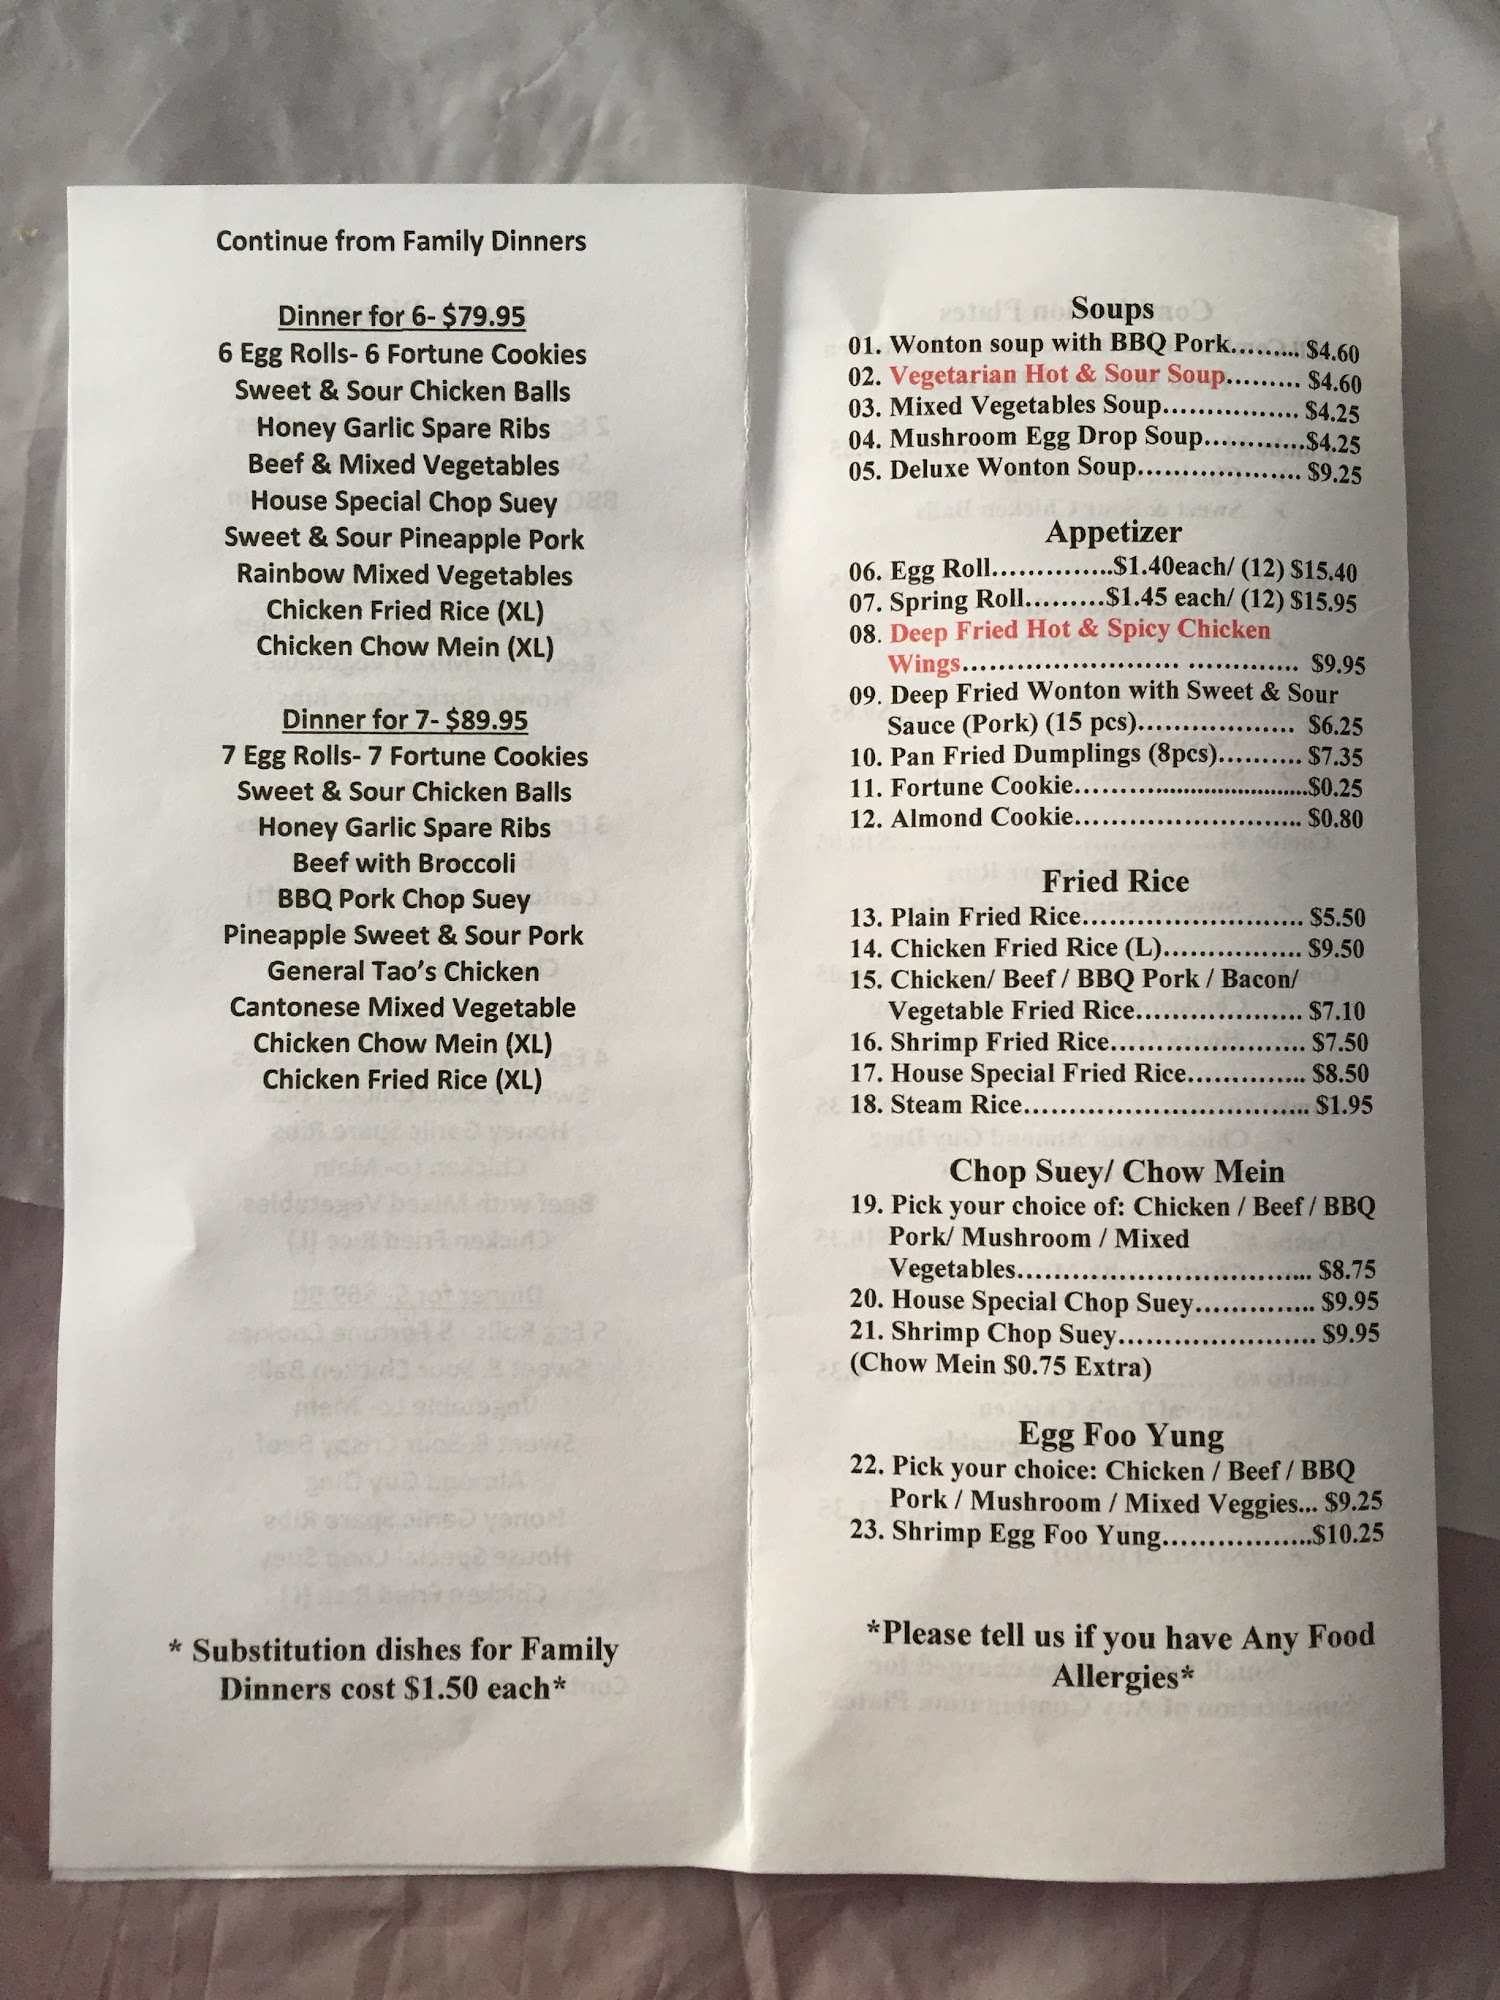 Continue from Family Dinners
Dinner for 6- $79.95
6 Egg Rolls- 6 Fortune Cookies
Sweet & Sour Chicken Balls
Honey Garlic Spare Ribs
Beef & Mixed Vegetables
House Special Chop Suey
Sweet & Sour Pineapple Pork
Rainbow Mixed Vegetables
Chicken Fried Rice (XL)
Chicken Chow Mein (XL)
Dinner for 7- $89.95
7 Egg Rolls- 7 Fortune Cookies
Sweet & Sour Chicken Balls
Honey Garlic Spare Ribs
Beef with Broccoli
BBQ Pork Chop Suey
Pineapple Sweet & Sour Pork
General Tao's Chicken
Cantonese Mixed Vegetable
Chicken Chow Mein (XL)
Chicken Fried Rice (XL)
* Substitution dishes for Family
Dinners cost $1.50 each*
Soups
01. Wonton soup with BBQ Pork......... $4.60
02. Vegetarian Hot & Sour Soup......... $4.60
03. Mixed Vegetables Soup................. $4.25
04. Mushroom Egg Drop Soup............$4.25
05. Deluxe Wonton Soup.................... $9.25
Appetizer
06. Egg Roll..............$1.40each/ (12) $15.40
07. Spring Roll.........$1.45 each/ (12) $15.95
08. Deep Fried Hot & Spicy Chicken
Wings.......................... ............. $9.95
09. Deep Fried Wonton with Sweet & Sour
Sauce (Pork) (15 pcs).................. $6.25
10. Pan Fried Dumplings (8pcs).......... $7.35
11. Fortune Cookie.................................$0.25
12. Almond Cookie.......................... $0.80
Fried Rice
13. Plain Fried Rice......................... $5.50
14. Chicken Fried Rice (L)................ $9.50
15. Chicken/ Beef / BBQ Pork / Bacon/
Vegetable Fried Rice................... $7.10
16. Shrimp Fried Rice...................... $7.50
17. House Special Fried Rice.............. $8.50
18. Steam Rice................................ $1.95
Chop Suey/ Chow Mein
19. Pick your choice of: Chicken / Beef / BBQ
Pork/ Mushroom / Mixed
Vegetables................................. $8.75
20. House Special Chop Suey............. $9.95
21. Shrimp Chop Suey...................... $9.95
(Chow Mein $0.75 Extra)
Egg Foo Yung
22. Pick your choice: Chicken / Beef / BBQ
Pork / Mushroom / Mixed Veggies... $9.25
23. Shrimp Egg Foo Yung..................$10.25
*Please tell us if you have Any Food
Allergies*